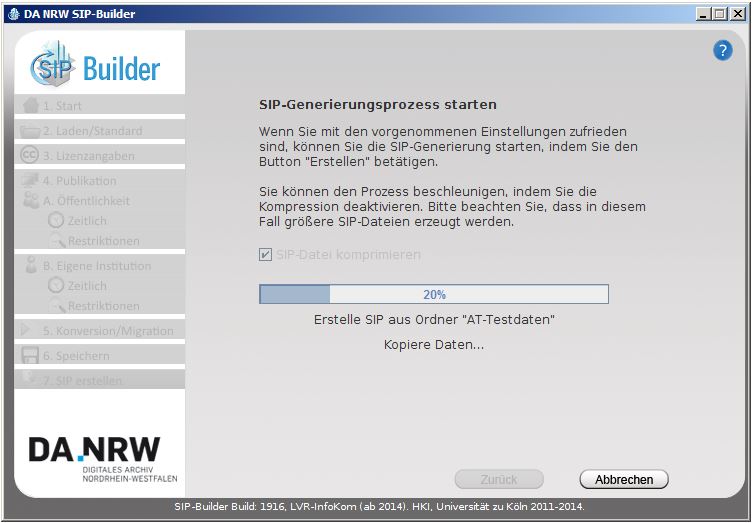 DA NRW SIP-Builder
SIP Builder
?
1. Start
2. Laden/Standard
3. Lizenzangaben
4. Publikation
A. Öffentlichkeit
Zeitlich
Restriktionen
B. Eigene Institution
Zeitlich
Restriktionen
5. Konversion/Migration
6. Speichern
7. SIP erstellen
DA.NRW
DIGITALES ARCHIV
NORDRHEIN-WESTFALEN
SIP-Generierungsprozess starten
Wenn Sie mit den vorgenommenen Einstellungen zufrieden
sind, können Sie die SIP-Generierung starten, indem Sie den
Button "Erstellen" betätigen.
Sie können den Prozess beschleunigen, indem Sie die
Kompression deaktivieren. Bitte beachten Sie, dass in diesem
Fall größere SIP-Dateien erzeugt werden.
SIP-Datei komprimieren
20%
Erstelle SIP aus Ordner "AT-Testdaten"
Kopiere Daten...
Zurück
Abbrechen
SIP-Builder Build: 1916, LVR-InfoKom (ab 2014). HKI, Universität zu Köln 2011-2014.